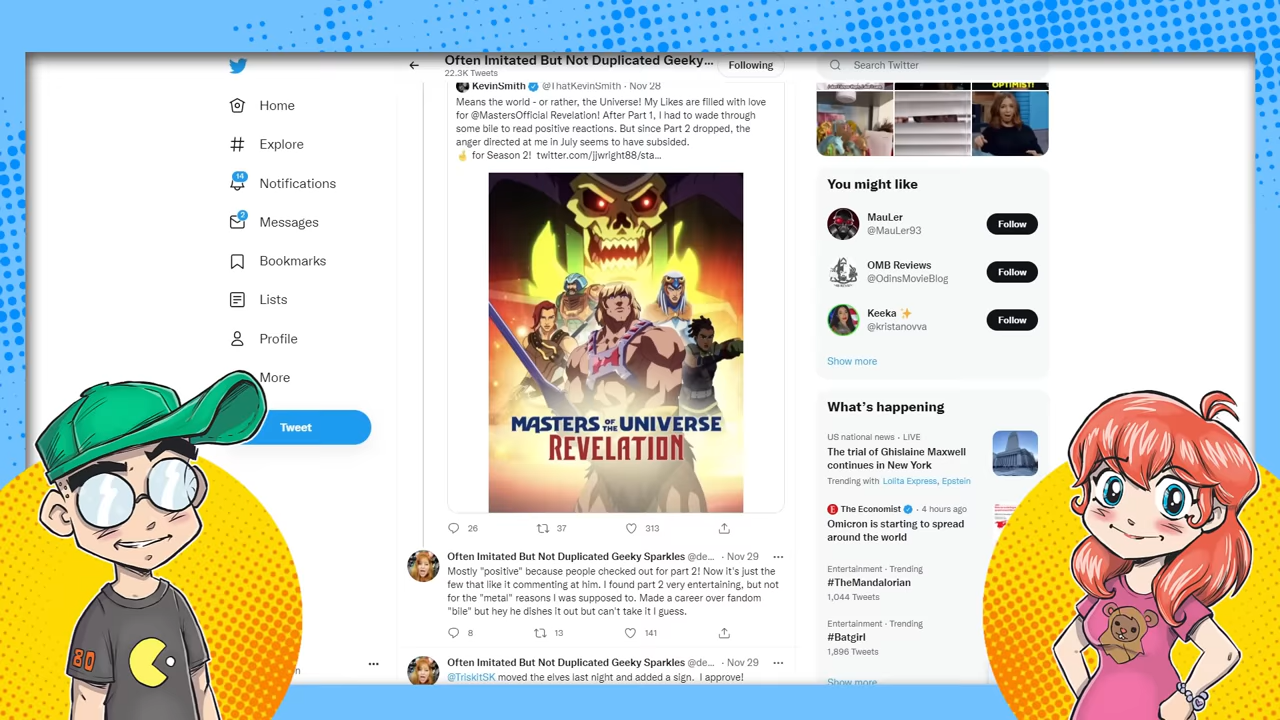 Often Imitated But Not Duplicated Geeky...
22.3K Tweets
Following
Search Twitter
Home
Explore
14
Notifications
2
Messages
Bookmarks
Lists
Profile
More
Tweet
KevinSmith @ThatKevinSmith · Nov 28
Means the world - or rather, the Universe! My Likes are filled with love
for @MastersOfficial Revelation! After Part 1, I had to wade through
some bile to read positive reactions. But since Part 2 dropped, the
anger directed at me in July seems to have subsided.
🤞 for Season 2! twitter.com/jjwright88/sta...
MASTERS OF THE UNIVERSE
REVELATION
26 37 313
Often Imitated But Not Duplicated Geeky Sparkles @de... · Nov 29
Mostly "positive" because people checked out for part 2! Now it's just the
few that like it commenting at him. I found part 2 very entertaining, but not
for the "metal" reasons I was supposed to. Made a career over fandom
"bile" but hey he dishes it out but can't take it I guess.
8 13 141
Often Imitated But Not Duplicated Geeky Sparkles @de... · Nov 29
@TriskitSK moved the elves last night and added a sign. I approve!
OPTIMIST!
You might like
MauLer
@MauLer93
Follow
OMB Reviews
@OdinsMovieBlog
Follow
Keeka ✨
@kristanovva
Follow
Show more
What's happening
US national news · LIVE
The trial of Ghislaine Maxwell
continues in New York
Trending with Lolita Express, Epstein
The Economist · 4 hours ago
Omicron is starting to spread
around the world
Entertainment · Trending
#TheMandalorian
1,044 Tweets
Entertainment · Trending
#Batgirl
1,896 Tweets
Show more
80